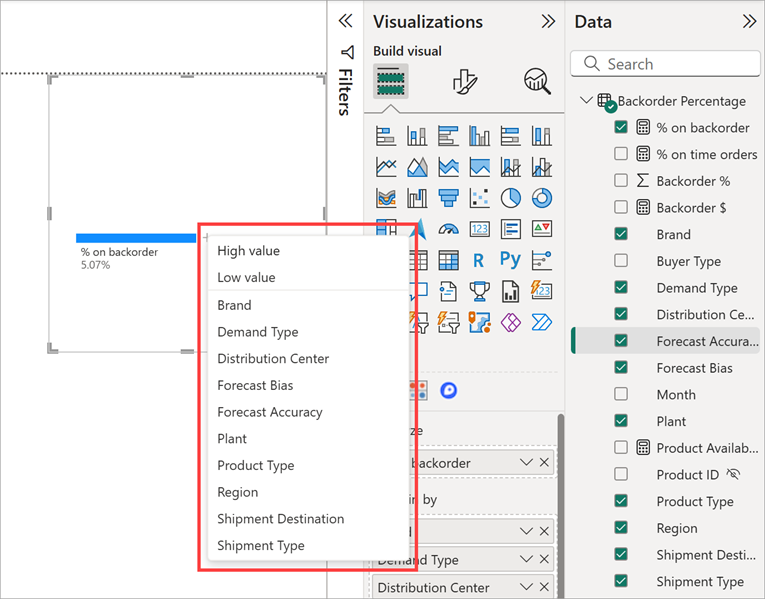 % on backorder
5.07%
High value
Low value
Brand
Demand Type
Distribution Center
Forecast Bias
Forecast Accuracy
Plant
Product Type
Region
Shipment Destination
Shipment Type
Filters
Visualizations
Build visual
123
R
Py
123
ze
backorder
in by
d
Demand Type
Distribution Center
Data
Search
Backorder Percentage
% on backorder
% on time orders
Backorder %
Backorder $
Brand
Buyer Type
Demand Type
Distribution Ce...
Forecast Accura...
Forecast Bias
Month
Plant
Product Availab...
Product ID
Product Type
Region
Shipment Desti...
Shipment Type